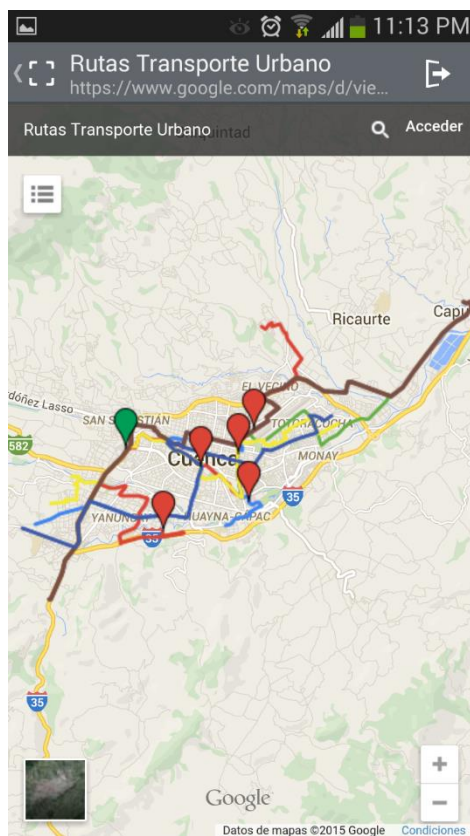 11:13 PM
Rutas Transporte Urbano
https://www.google.com/maps/d/vie...
Rutas Transporte Urbano
Acceder
Ricaurte
Capu
EL VECINO
dóñez Lasso
SAN SEBASTIÁN
TOTORACOCHA
582
Cuenca
MONAY
35
YANUNCAY
HUAYNA-CAPAC
35
35
Google
Datos de mapas ©2015 Google
Condiciones